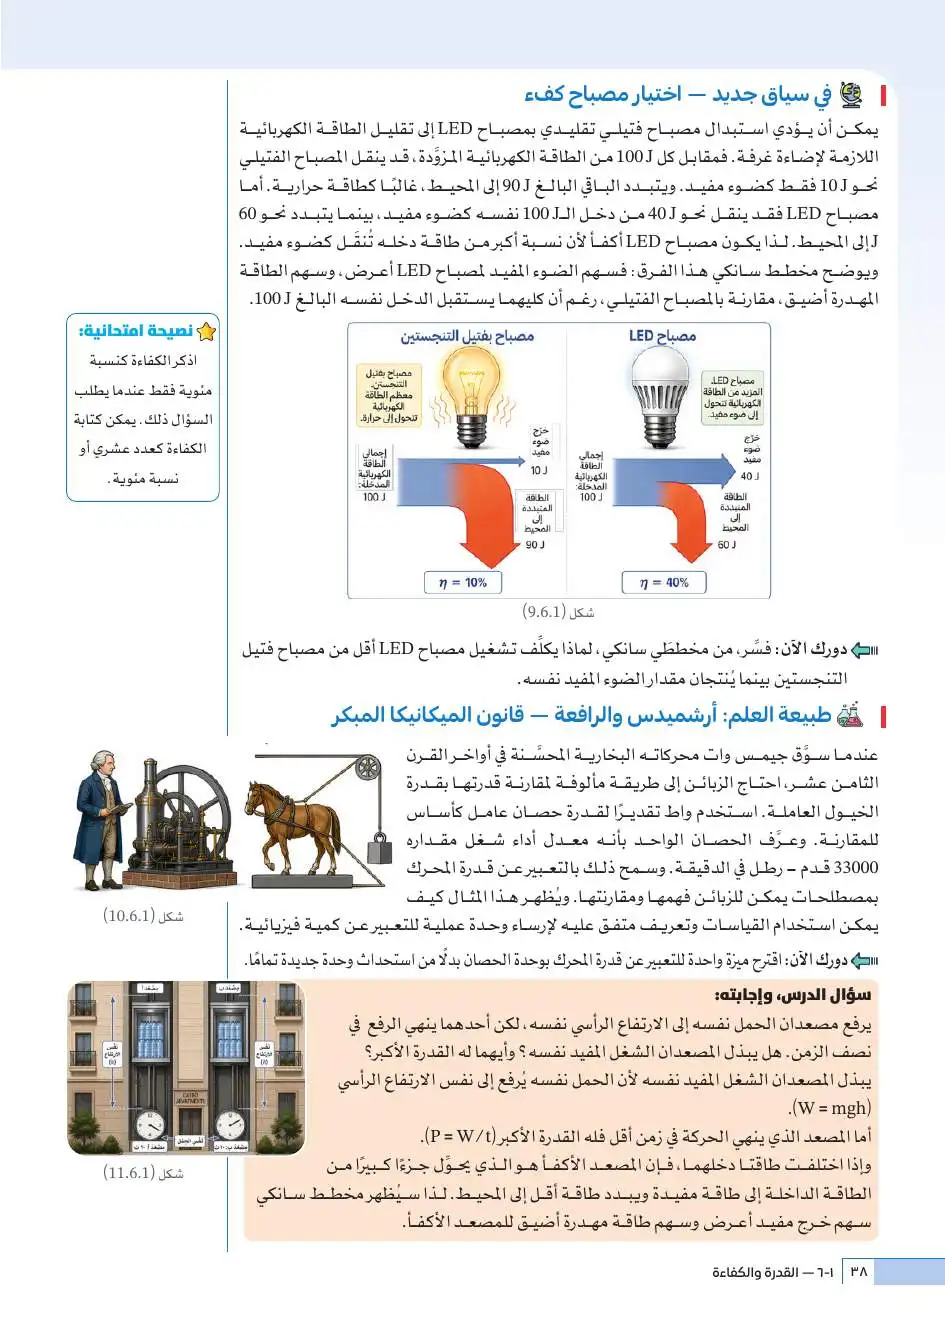 في سياق جديد — اختيار مصباح كفء
يمكن أن يؤدي استبدال مصباح فتيلي تقليدي بمصباح LED إلى تقليل الطاقة الكهربائية
اللازمة لإضاءة غرفة. فمقابل كل 100 J من الطاقة الكهربائية المزوَّدة، قد ينقل المصباح الفتيلي
نحو 10 J فقط كضوء مفيد. ويتبدد الباقي البالغ 90 J إلى المحيط، غالبًا كطاقة حرارية. أما
مصباح LED فقد ينقل نحو 40 J من دخل الـ 100 J نفسه كضوء مفيد، بينما يتبدد نحو 60
J إلى المحيط. لذا يكون مصباح LED أكفأ لأن نسبة أكبر من طاقة دخله تُنقَل كضوء مفيد.
ويوضح مخطط سانكي هذا الفرق: فسهم الضوء المفيد لمصباح LED أعرض، وسهم الطاقة
المهدرة أضيق، مقارنة بالمصباح الفتيلي، رغم أن كليهما يستقبل الدخل نفسه البالغ 100 J.
نصيحة امتحانية:
اذكر الكفاءة كنسبة
مئوية فقط عندما يطلب
السؤال ذلك. يمكن كتابة
الكفاءة كعدد عشري أو
نسبة مئوية.
مصباح LED
مصباح LED.
المزيد من الطاقة
الكهربائية تتحول
إلى ضوء مفيد.
إجمالي
الطاقة
الكهربائية
المدخلة:
100 J
خرْج
ضوء
مفيد
40 J
الطاقة
المتبددة
إلى
المحيط
60 J
η = 40%
مصباح بفتيل التنجستين
مصباح بفتيل
التنجستن.
معظم الطاقة
الكهربائية
تتحول إلى حرارة.
إجمالي
الطاقة
الكهربائية
المدخلة:
100 J
خرْج
ضوء
مفيد
10 J
الطاقة
المتبددة
إلى
المحيط
90 J
η = 10%
شكل (9.6.1)
دورك الآن: فسِّر، من مخططَي سانكي، لماذا يكلِّف تشغيل مصباح LED أقل من مصباح فتيل
التنجستين بينما يُنتجان مقدار الضوء المفيد نفسه.
طبيعة العلم: أرشميدس والرافعة — قانون الميكانيكا المبكر
عندما سوَّق جيمس وات محركاته البخارية المحسَّنة في أواخر القرن
الثامن عشر، احتاج الزبائن إلى طريقة مألوفة لمقارنة قدرتها بقدرة
الخيول العاملة. استخدم واط تقديرًا لقدرة حصان عامل كأساس
للمقارنة. وعرَّف الحصان الواحد بأنه معدل أداء شغل مقداره
33000 قدم – رطل في الدقيقة. وسمح ذلك بالتعبير عن قدرة المحرك
بمصطلحات يمكن للزبائن فهمها ومقارنتها. ويُظهر هذا المثال كيف
يمكن استخدام القياسات وتعريف متفق عليه لإرساء وحدة عملية للتعبير عن كمية فيزيائية.
شكل (10.6.1)
دورك الآن: اقترح ميزة واحدة للتعبير عن قدرة المحرك بوحدة الحصان بدلًا من استحداث وحدة جديدة تمامًا.
سؤال الدرس، وإجابته:
يرفع مصعدان الحمل نفسه إلى الارتفاع الرأسي نفسه، لكن أحدهما ينهي الرفع في
نصف الزمن. هل يبذل المصعدان الشغل المفيد نفسه؟ وأيهما له القدرة الأكبر؟
يبذل المصعدان الشغل المفيد نفسه لأن الحمل نفسه يُرفع إلى نفس الارتفاع الرأسي
(W = mgh).
أما المصعد الذي ينهي الحركة في زمن أقل فله القدرة الأكبر (P = W/t).
وإذا اختلفت طاقتا دخلهما، فإن المصعد الأكفأ هو الذي يحوِّل جزءًا كبيرًا من
الطاقة الداخلة إلى طاقة مفيدة ويبدد طاقة أقل إلى المحيط. لذا سيُظهر مخطط سانكي
سهم خرج مفيد أعرض وسهم طاقة مهدرة أضيق للمصعد الأكفأ.
مصعد ب
مصعد أ
نفس
الارتفاع
نفس
الارتفاع
CAIRO
APARTMENTS
نفس الحمل
شكل (11.6.1)
٣٨
٦-١ — القدرة والكفاءة